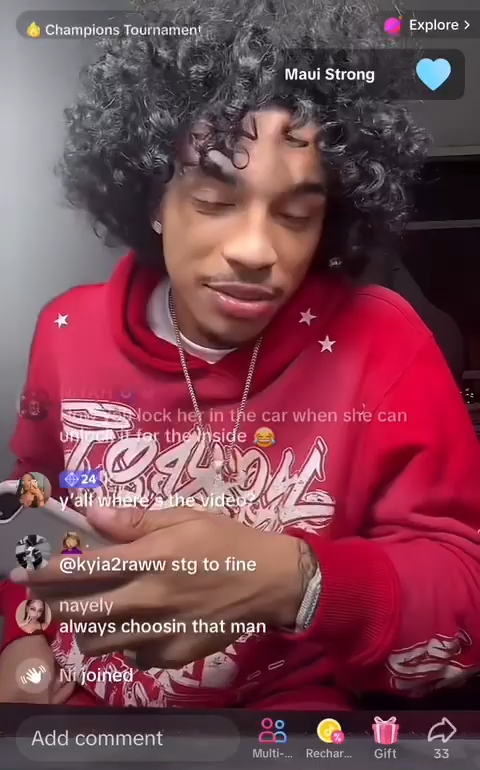 Champions Tournament
Explore >
Maui Strong
lock her in the car when she can
unlock it for the inside 😂
24
y'all where's the video?
@kyia2raww stg to fine
nayely
always choosin that man
Ni joined
Add comment
Multi-...
Rechar...
Gift
33